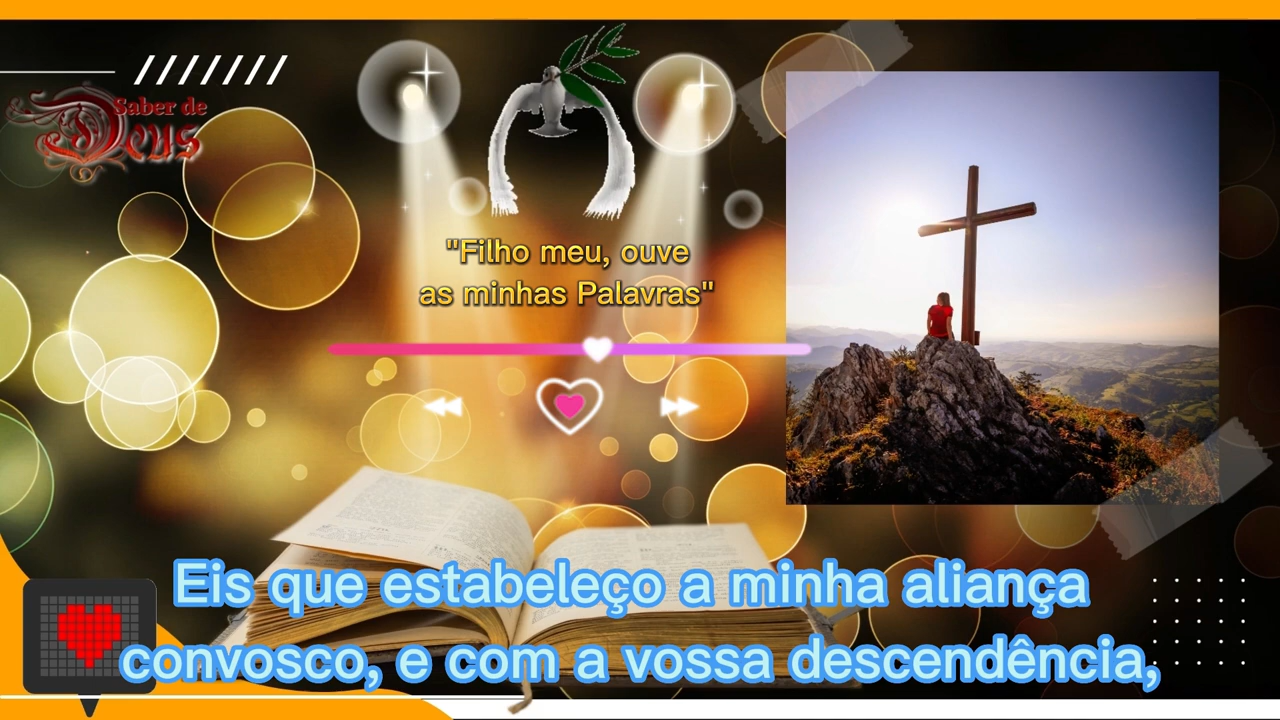 Saber de
Deus
"Filho meu, ouve
as minhas Palavras"
Eis que estabeleço a minha aliança
convosco, e com a vossa descendência,